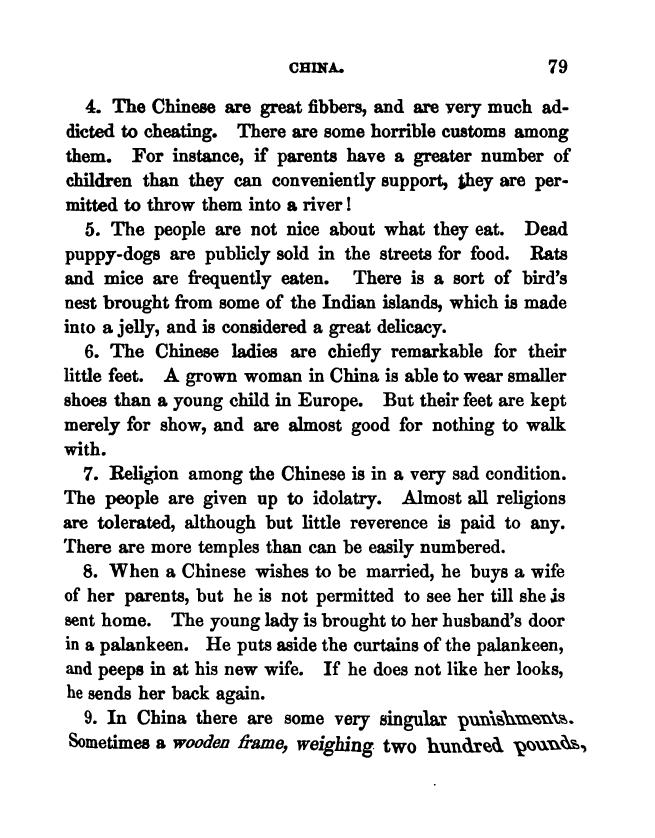 CHINA. 79
4. The Chinese are great fibbers, and are very much ad-
dicted to cheating. There are some horrible customs among
them. For instance, if parents have a greater number of
children than they can conveniently support, they are per-
mitted to throw them into a river!
5. The people are not nice about what they eat. Dead
puppy-dogs are publicly sold in the streets for food. Rats
and mice are frequently eaten. There is a sort of bird's
nest brought from some of the Indian islands, which is made
into a jelly, and is considered a great delicacy.
6. The Chinese ladies are chiefly remarkable for their
little feet. A grown woman in China is able to wear smaller
shoes than a young child in Europe. But their feet are kept
merely for show, and are almost good for nothing to walk
with.
7. Religion among the Chinese is in a very sad condition.
The people are given up to idolatry. Almost all religions
are tolerated, although but little reverence is paid to any.
There are more temples than can be easily numbered.
8. When a Chinese wishes to be married, he buys a wife
of her parents, but he is not permitted to see her till she is
sent home. The young lady is brought to her husband's door
in a palankeen. He puts aside the curtains of the palankeen,
and peeps in at his new wife. If he does not like her looks,
he sends her back again.
9. In China there are some very singular punishments.
Sometimes a wooden frame, weighing two hundred pounds,